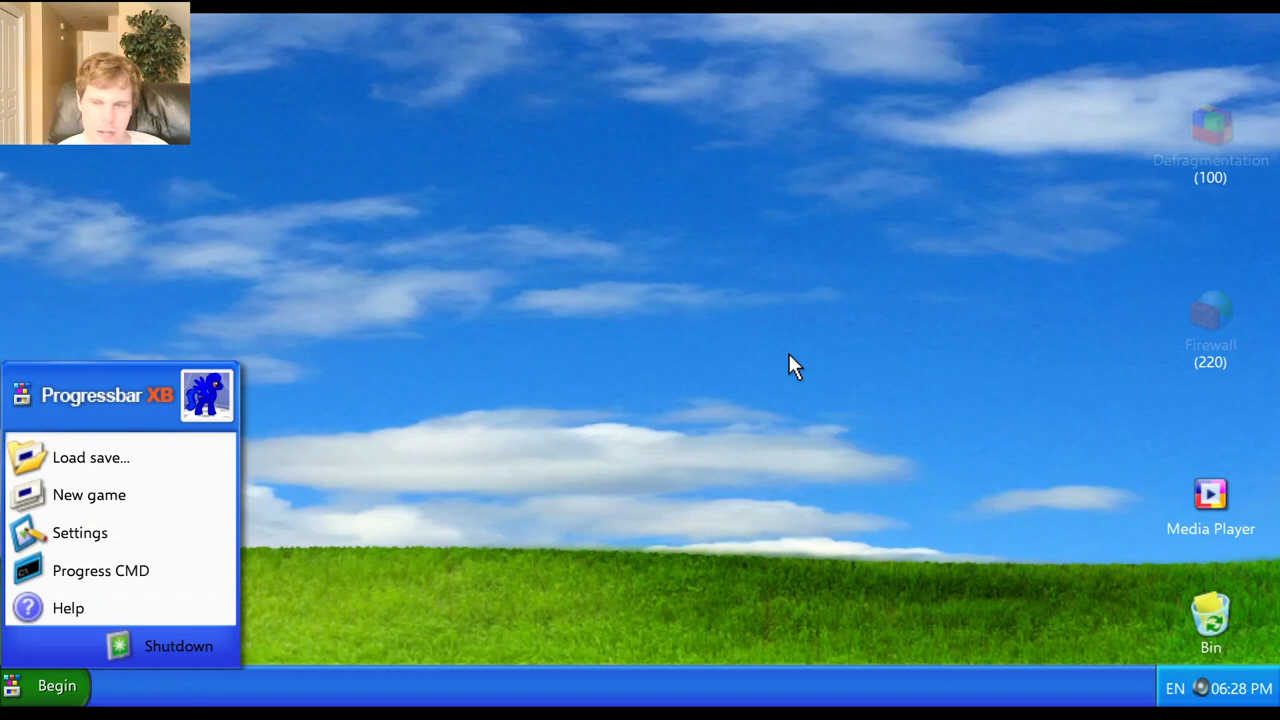 Defragmentation
(100)
Firewall
(220)
Progressbar XB
Load save...
New game
Settings
Media Player
Progress CMD
Help
Bin
Shutdown
Begin
EN 06:28 PM